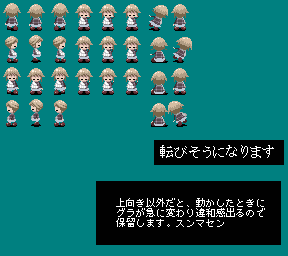 転びそうになります
上向き以外だと、動かしたときに
グラが急に変わり違和感出るので
保留します。スンマセン